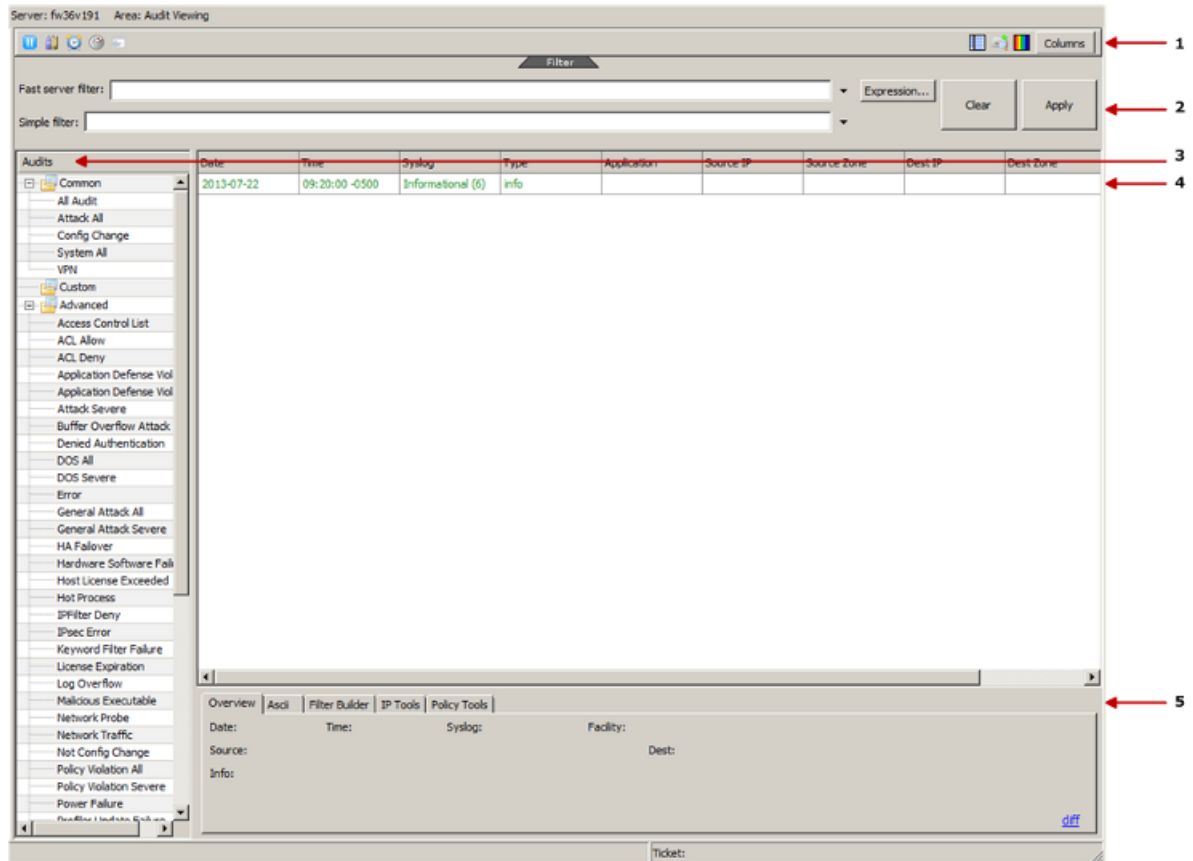 Server: fw36v191 Area: Audit Viewing
Columns
1
Filter
Fast server filter:
Expression...
Clear
Apply
2
Simple filter:
Audits
3
Date Time Syslog Type Application Source IP Source Zone Dest IP Dest Zone
2013-07-22 09:20:00 -0500 Informational (6) info
4
Common
All Audit
Attack All
Config Change
System All
VPN
Custom
Advanced
Access Control List
ACL Allow
ACL Deny
Application Defense Viol
Application Defense Viol
Attack Severe
Buffer Overflow Attack
Denied Authentication
DOS All
DOS Severe
Error
General Attack All
General Attack Severe
HA Failover
Hardware Software Fail
Host License Exceeded
Hot Process
IPFilter Deny
IPsec Error
Keyword Filter Failure
License Expiration
Log Overflow
Malicious Executable
Network Probe
Network Traffic
Not Config Change
Policy Violation All
Policy Violation Severe
Power Failure
Profiler Update Failure
Overview Ascii Filter Builder IP Tools Policy Tools
5
Date: Time: Syslog: Facility:
Source: Dest:
Info:
diff
Ticket: